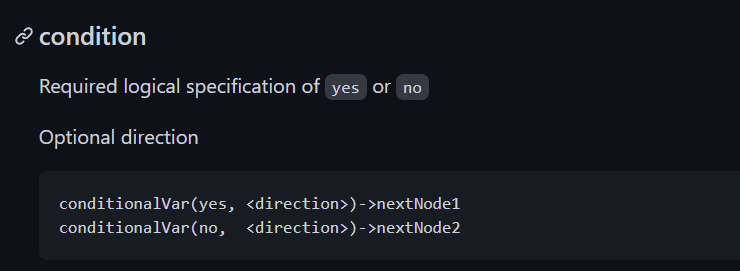 condition
Required logical specification of yes or no
Optional direction
conditionalVar(yes, <direction>)->nextNode1
conditionalVar(no,  <direction>)->nextNode2